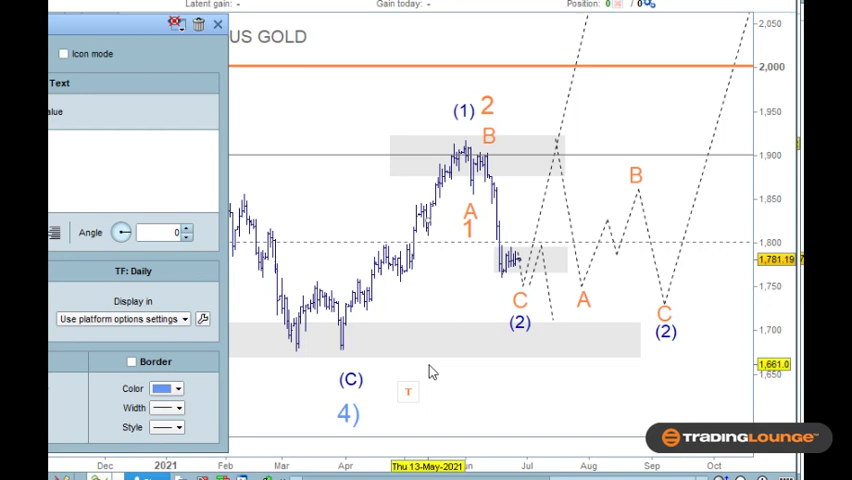 Latent gain: - Gain today: - Position: 0 / 0
US GOLD
Icon mode
Text
alue
Angle 0
TF: Daily
Display in
Use platform options settings
Border
Color
Width
Style
2,050
2,000
1,950
1,900
1,850
1,800
1,781.19
1,750
1,700
1,661.0
1,650
(1) 2
B
A
1
B
C
(2)
A
C
(2)
(C)
4)
T
TRADINGLOUNGE™
Dec 2021 Feb Mar Apr Thu 13-May-2021 un Jul Aug Sep Oct